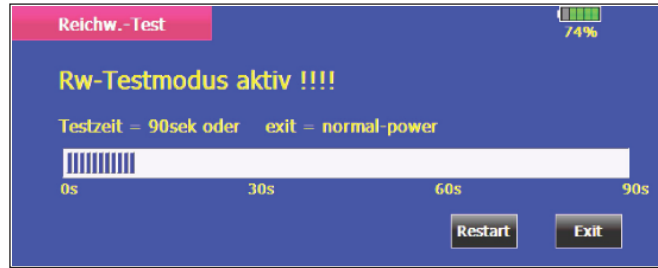 Reichw.-Test
74%
Rw-Testmodus aktiv !!!!
Testzeit = 90sek oder exit = normal-power
0s 30s 60s 90s
Restart Exit